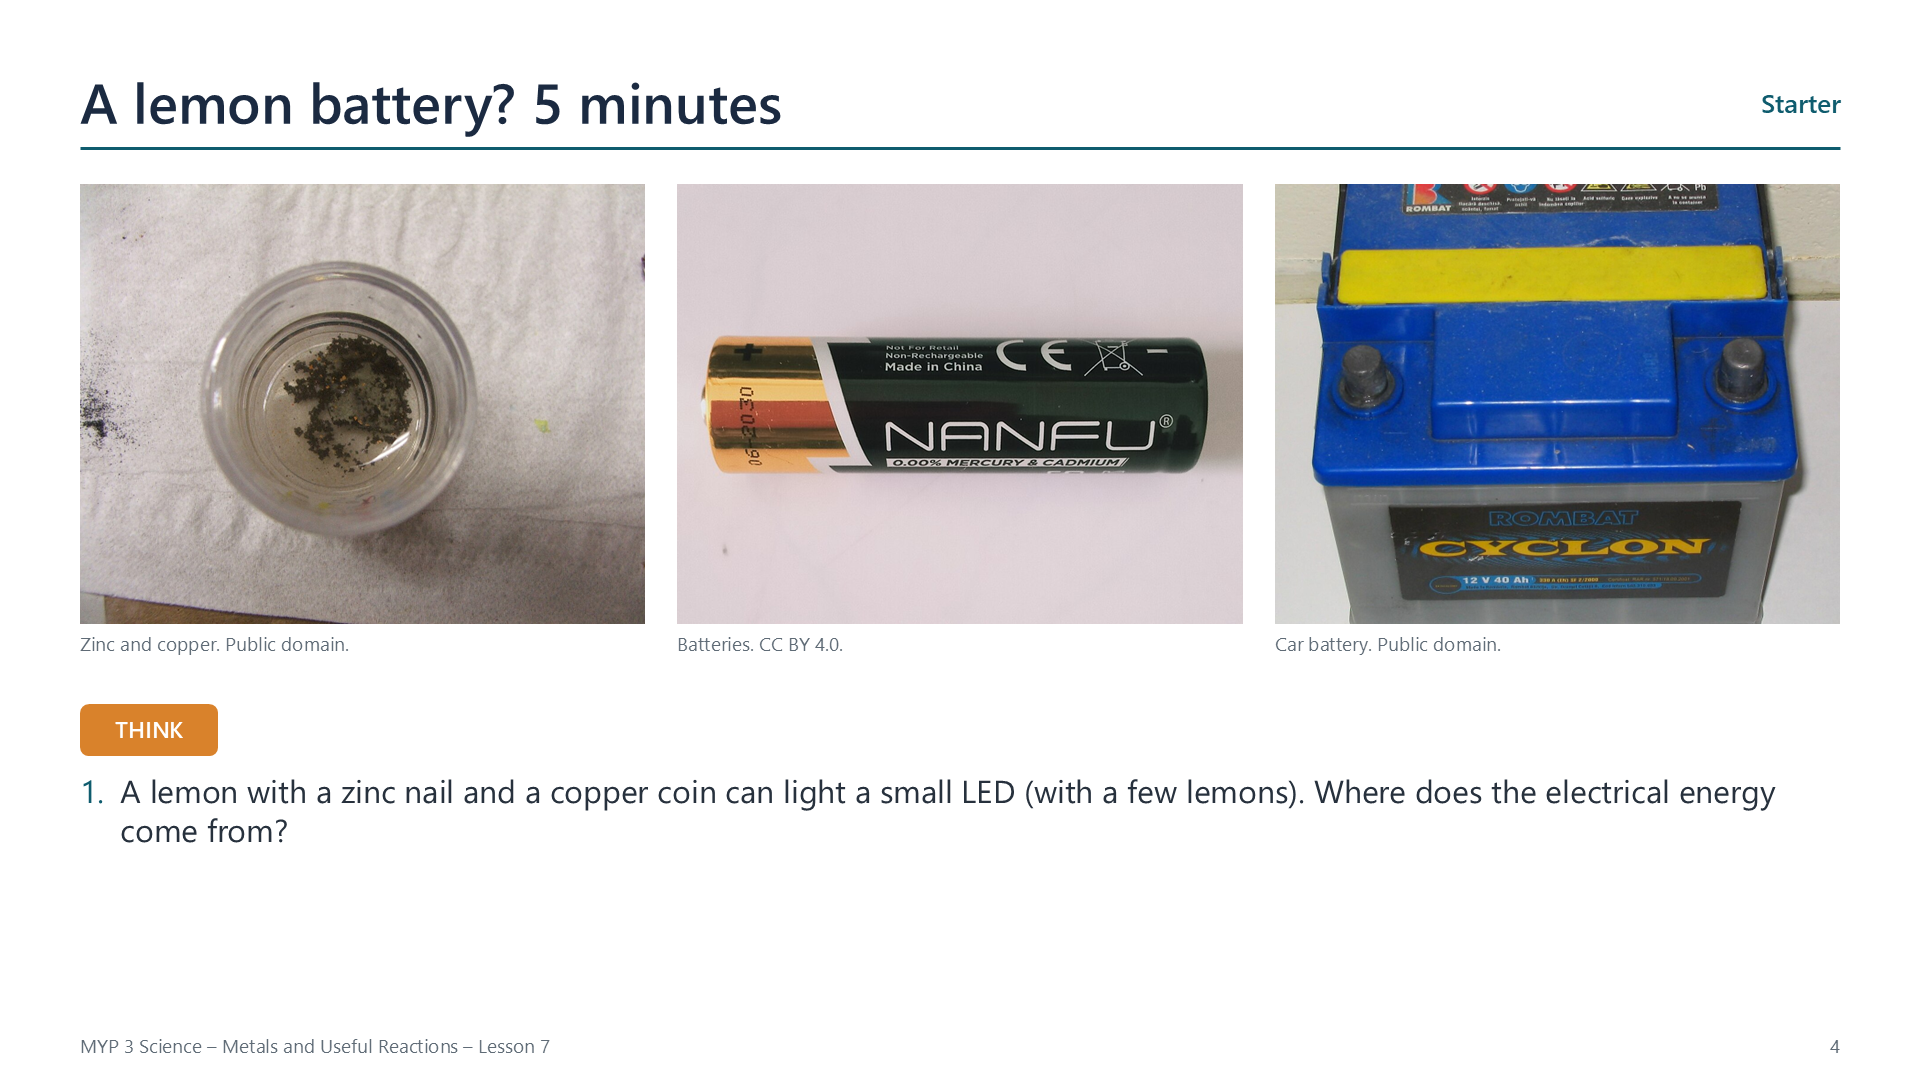 A lemon battery? 5 minutes
Starter
+
Not For Retail
Non-Rechargeable
Made in China
CE
-
06-2030
NANFU®
0.00% MERCURY & CADMIUM
ROMBAT
Pb
ROMBAT
CYCLON
12 V 40 Ah
Zinc and copper. Public domain.
Batteries. CC BY 4.0.
Car battery. Public domain.
THINK
1. A lemon with a zinc nail and a copper coin can light a small LED (with a few lemons). Where does the electrical energy
come from?
MYP 3 Science – Metals and Useful Reactions – Lesson 7
4